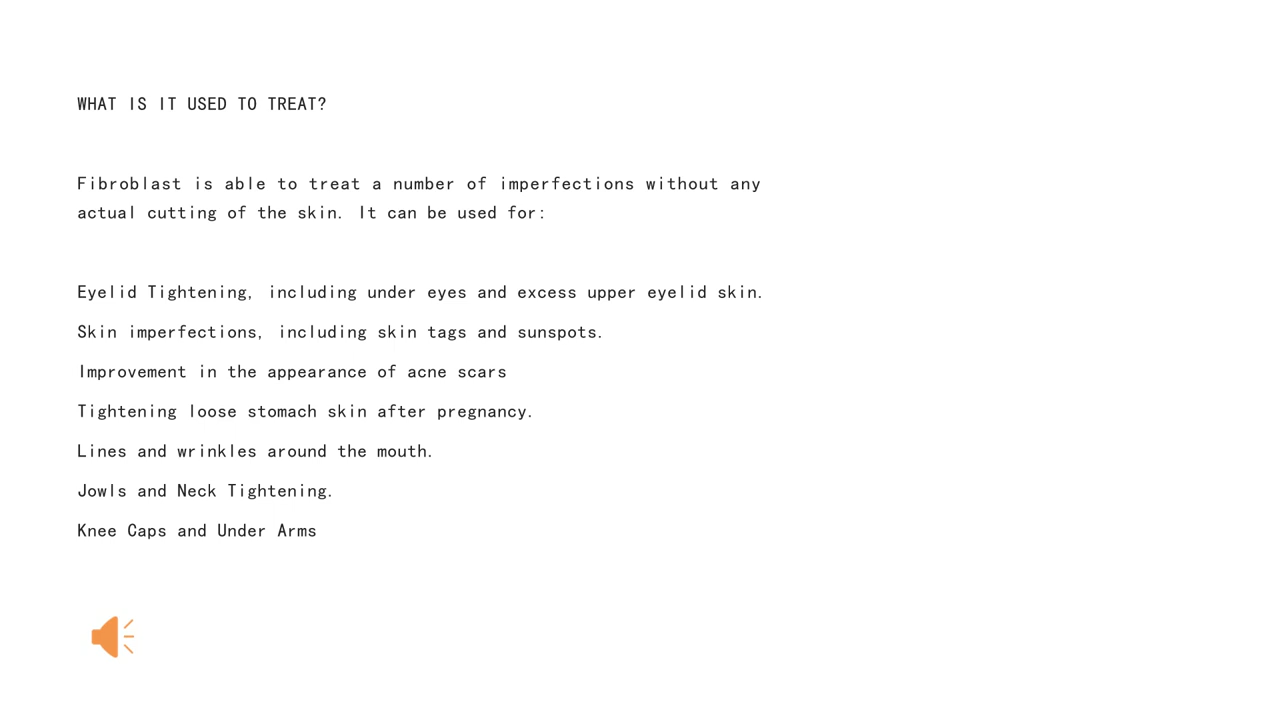 WHAT IS IT USED TO TREAT?
Fibroblast is able to treat a number of imperfections without any
actual cutting of the skin. It can be used for:
Eyelid Tightening, including under eyes and excess upper eyelid skin.
Skin imperfections, including skin tags and sunspots.
Improvement in the appearance of acne scars
Tightening loose stomach skin after pregnancy.
Lines and wrinkles around the mouth.
Jowls and Neck Tightening.
Knee Caps and Under Arms